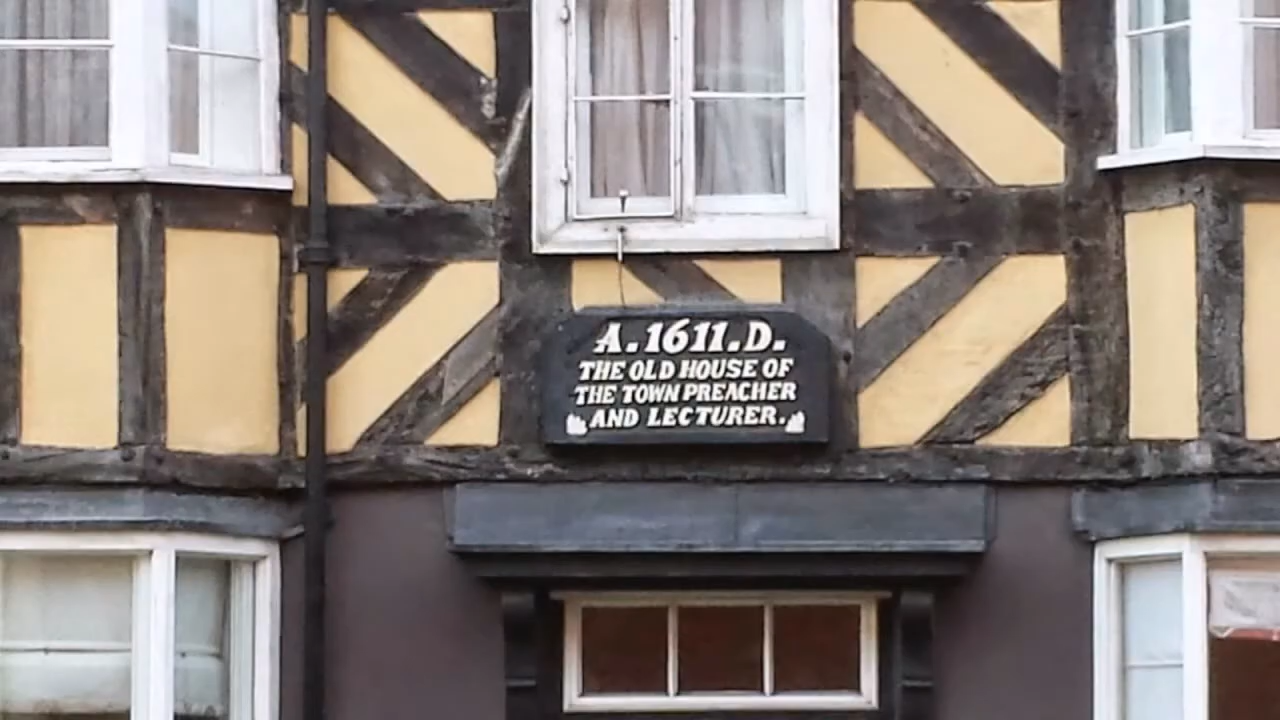 A.1611.D.
THE OLD HOUSE OF
THE TOWN PREACHER
AND LECTURER.